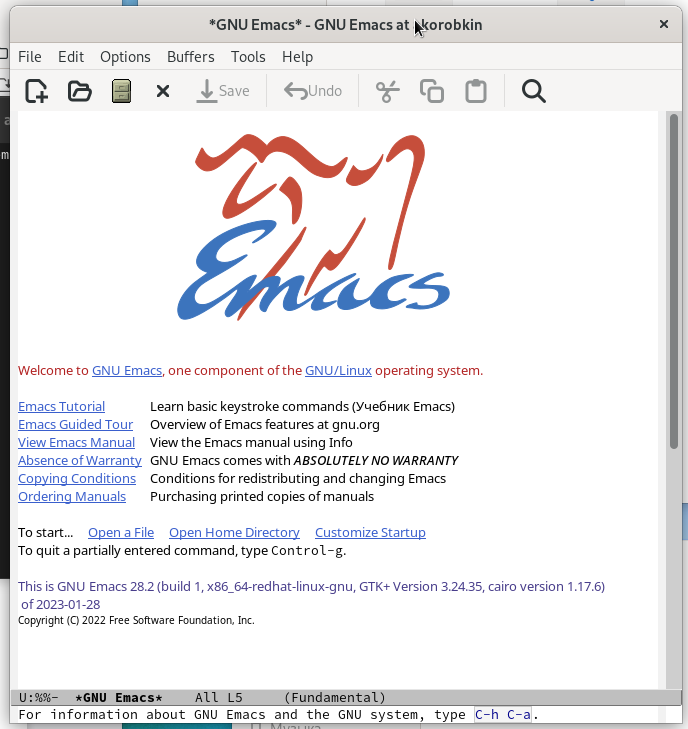 *GNU Emacs* - GNU Emacs at korobkin
File Edit Options Buffers Tools Help
Save Undo
Emacs
Welcome to GNU Emacs, one component of the GNU/Linux operating system.
Emacs Tutorial Learn basic keystroke commands (Учебник Emacs)
Emacs Guided Tour Overview of Emacs features at gnu.org
View Emacs Manual View the Emacs manual using Info
Absence of Warranty GNU Emacs comes with ABSOLUTELY NO WARRANTY
Copying Conditions Conditions for redistributing and changing Emacs
Ordering Manuals Purchasing printed copies of manuals
To start... Open a File Open Home Directory Customize Startup
To quit a partially entered command, type Control-g.
This is GNU Emacs 28.2 (build 1, x86_64-redhat-linux-gnu, GTK+ Version 3.24.35, cairo version 1.17.6)
of 2023-01-28
Copyright (C) 2022 Free Software Foundation, Inc.
U:%%- *GNU Emacs* All L5 (Fundamental)
For information about GNU Emacs and the GNU system, type C-h C-a.
Музыка